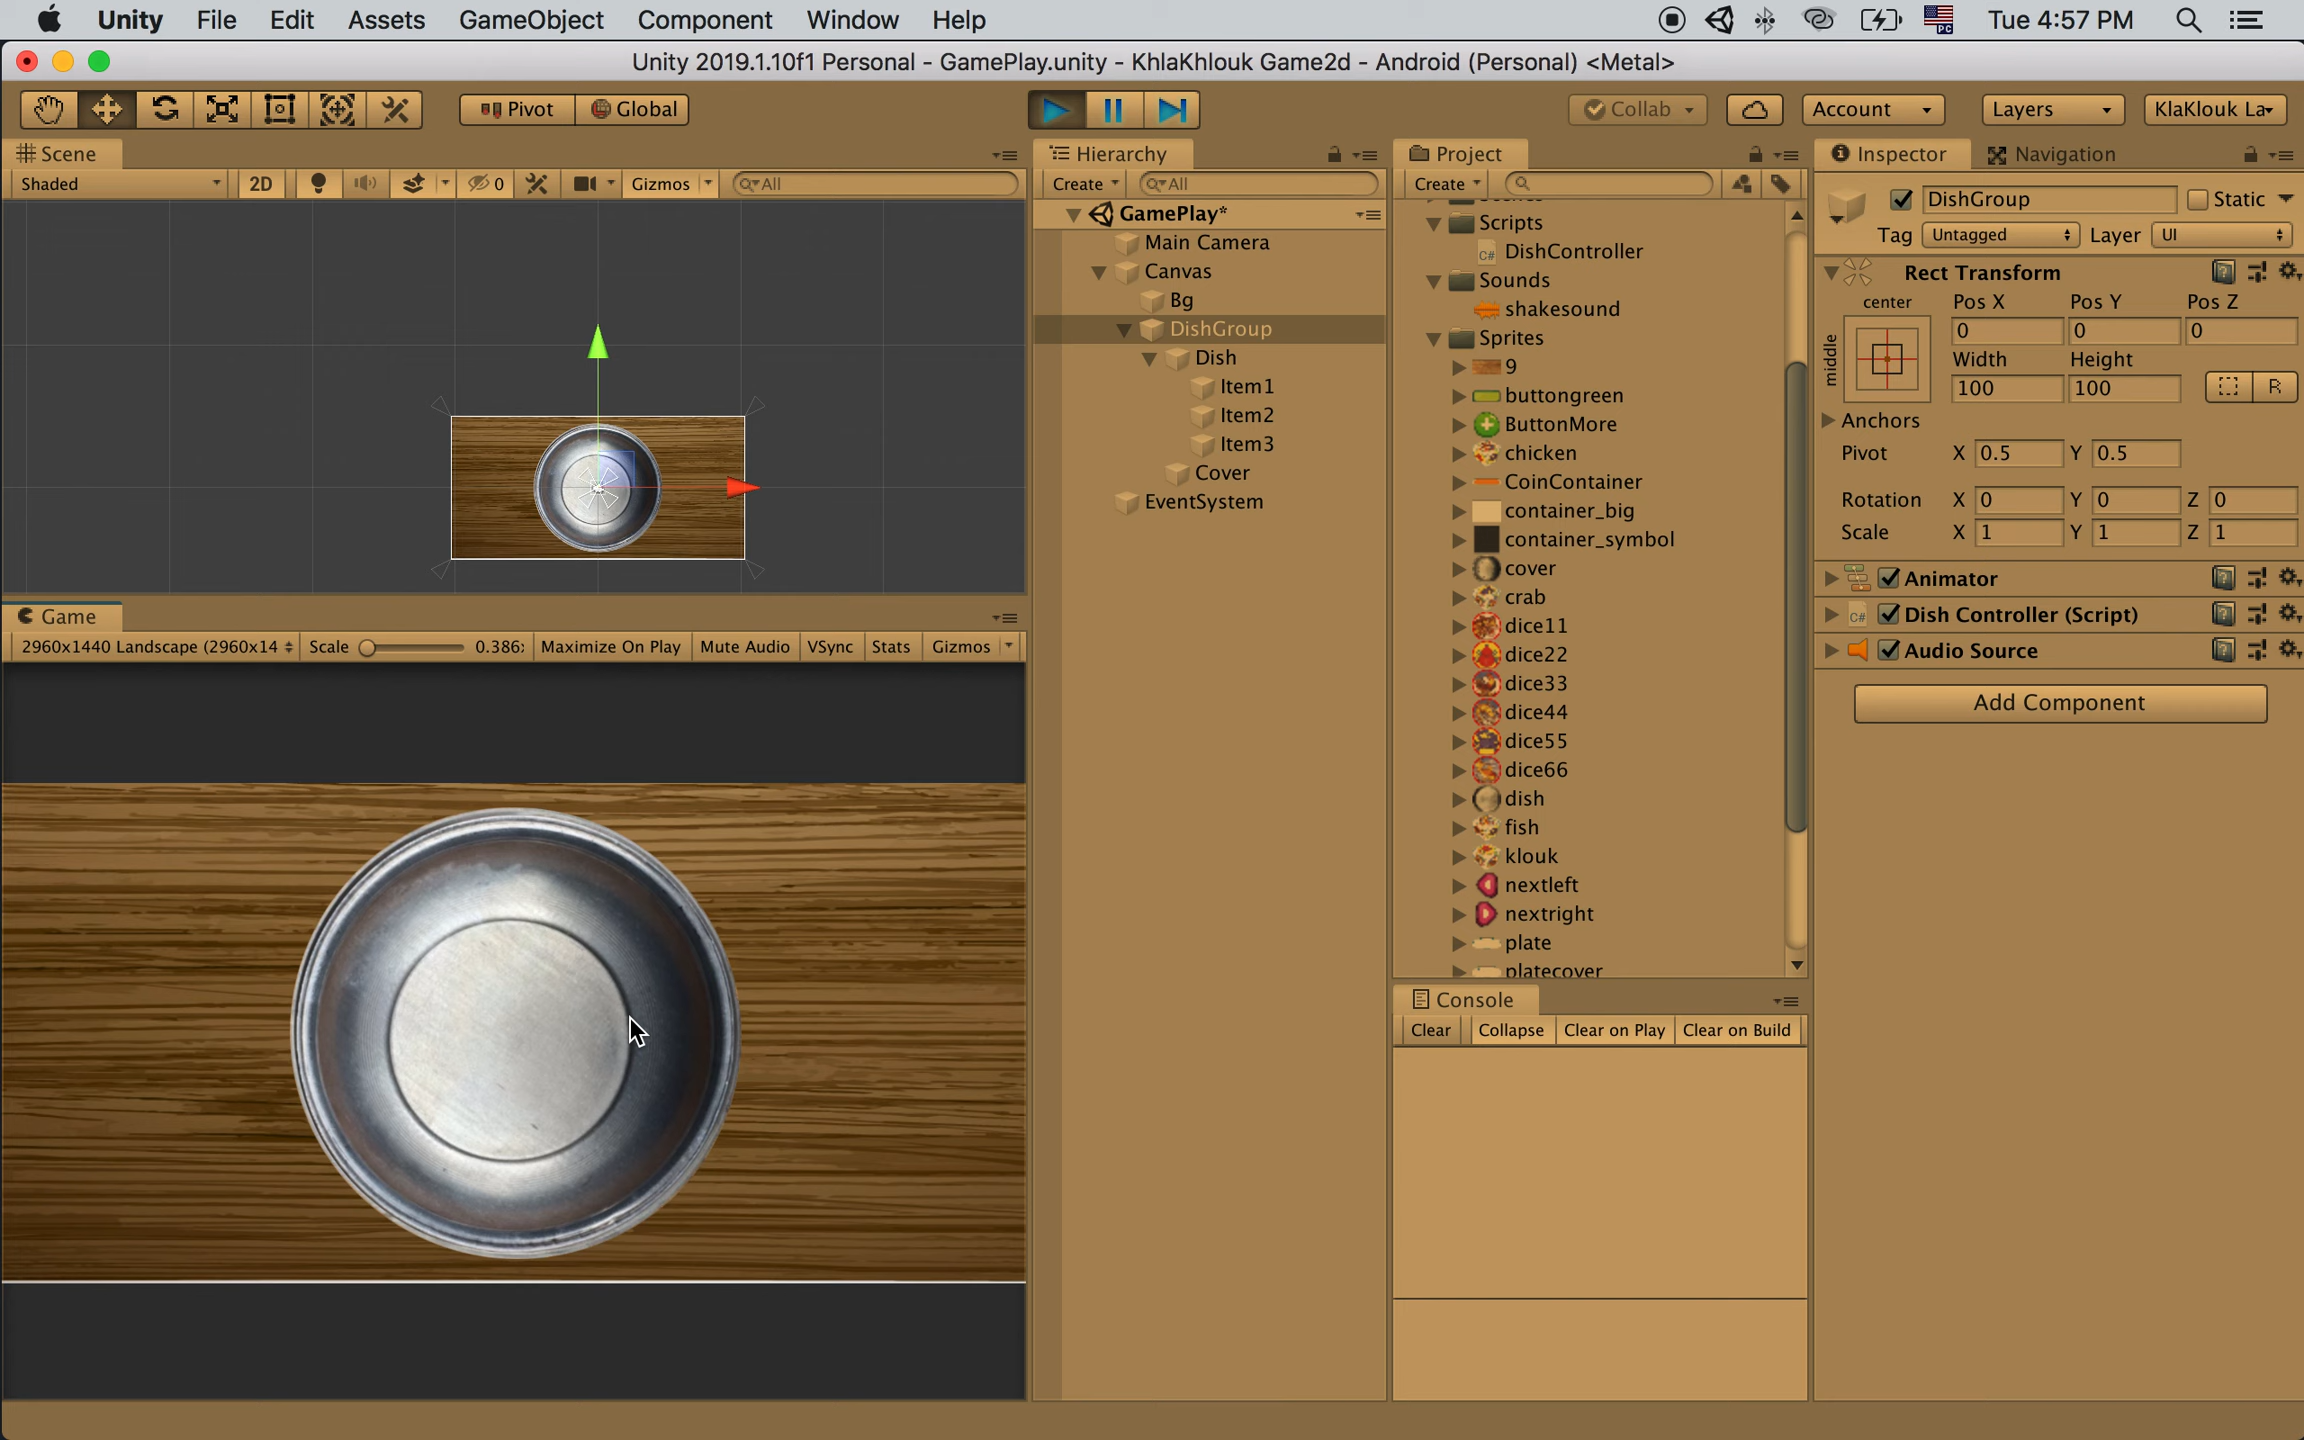 Unity File Edit Assets GameObject Component Window Help Tue 4:57 PM
Unity 2019.1.10f1 Personal - GamePlay.unity - KhlaKhlouk Game2d - Android (Personal) <Metal>
Pivot Global Collab Account Layers KlaKlouk La
Scene
Shaded 2D 0 Gizmos All
Game
2960x1440 Landscape (2960x14 Scale 0.386: Maximize On Play Mute Audio VSync Stats Gizmos
Hierarchy
Create All
GamePlay*
Main Camera
Canvas
Bg
DishGroup
Dish
Item1
Item2
Item3
Cover
EventSystem
Project
Create
Scripts
C# DishController
Sounds
shakesound
Sprites
9
buttongreen
ButtonMore
chicken
CoinContainer
container_big
container_symbol
cover
crab
dice11
dice22
dice33
dice44
dice55
dice66
dish
fish
klouk
nextleft
nextright
plate
platecover
Console
Clear Collapse Clear on Play Clear on Build
Inspector Navigation
DishGroup Static
Tag Untagged Layer UI
Rect Transform
center Pos X Pos Y Pos Z
middle 0 0 0
Width Height
100 100 R
Anchors
Pivot X 0.5 Y 0.5
Rotation X 0 Y 0 Z 0
Scale X 1 Y 1 Z 1
Animator
C# Dish Controller (Script)
Audio Source
Add Component